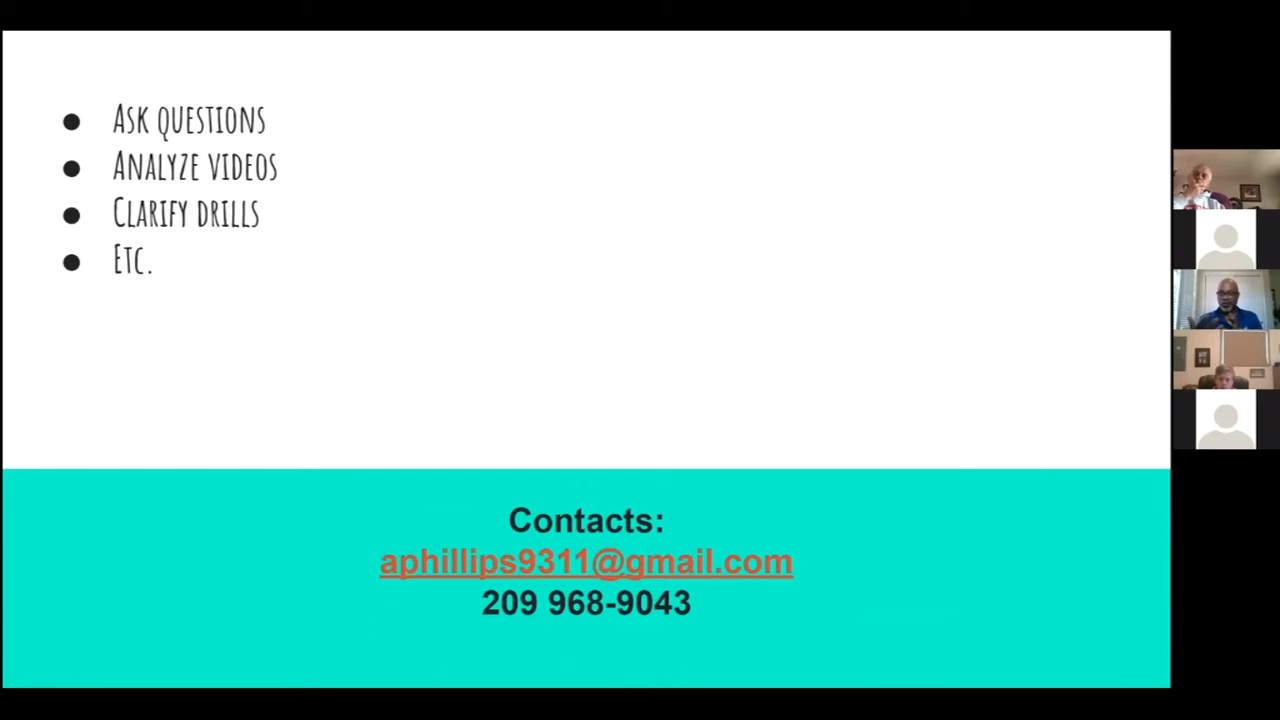 Ask questions
Analyze videos
Clarify drills
Etc.
Contacts:
aphillips9311@gmail.com
209 968-9043